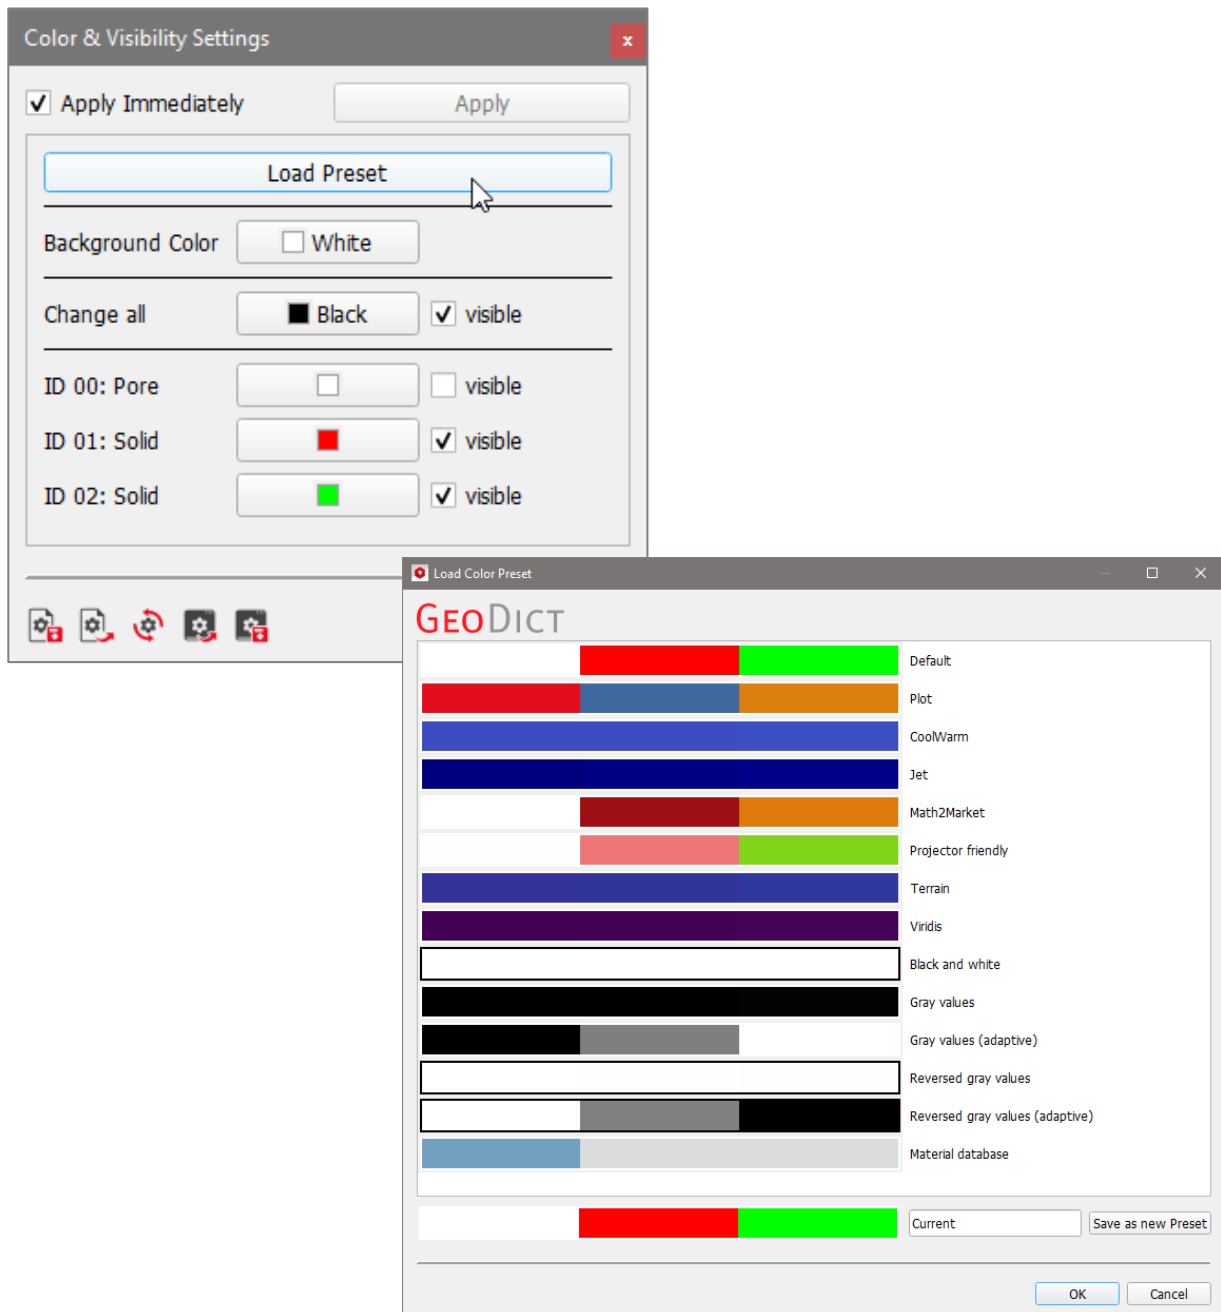 Color & Visibility Settings
x
Apply Immediately
Apply
Load Preset
Background Color
White
Change all
Black
visible
ID 00: Pore
visible
ID 01: Solid
visible
ID 02: Solid
visible
Load Color Preset
GEODICT
Default
Plot
CoolWarm
Jet
Math2Market
Projector friendly
Terrain
Viridis
Black and white
Gray values
Gray values (adaptive)
Reversed gray values
Reversed gray values (adaptive)
Material database
Current
Save as new Preset
OK
Cancel